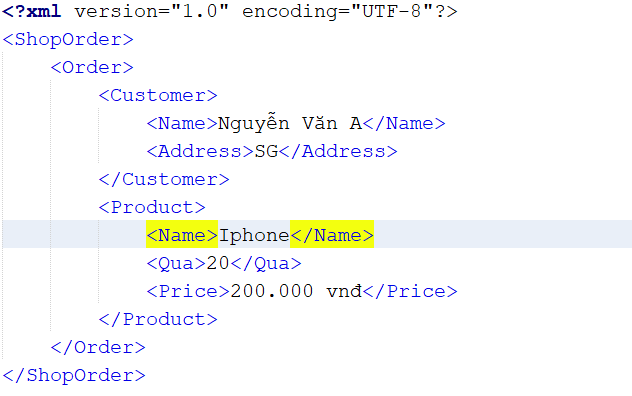 <?xml version="1.0" encoding="UTF-8"?>
<ShopOrder>
<Order>
<Customer>
<Name>Nguyễn Văn A</Name>
<Address>SG</Address>
</Customer>
<Product>
<Name>Iphone</Name>
<Qua>20</Qua>
<Price>200.000 vnđ</Price>
</Product>
</Order>
</ShopOrder>